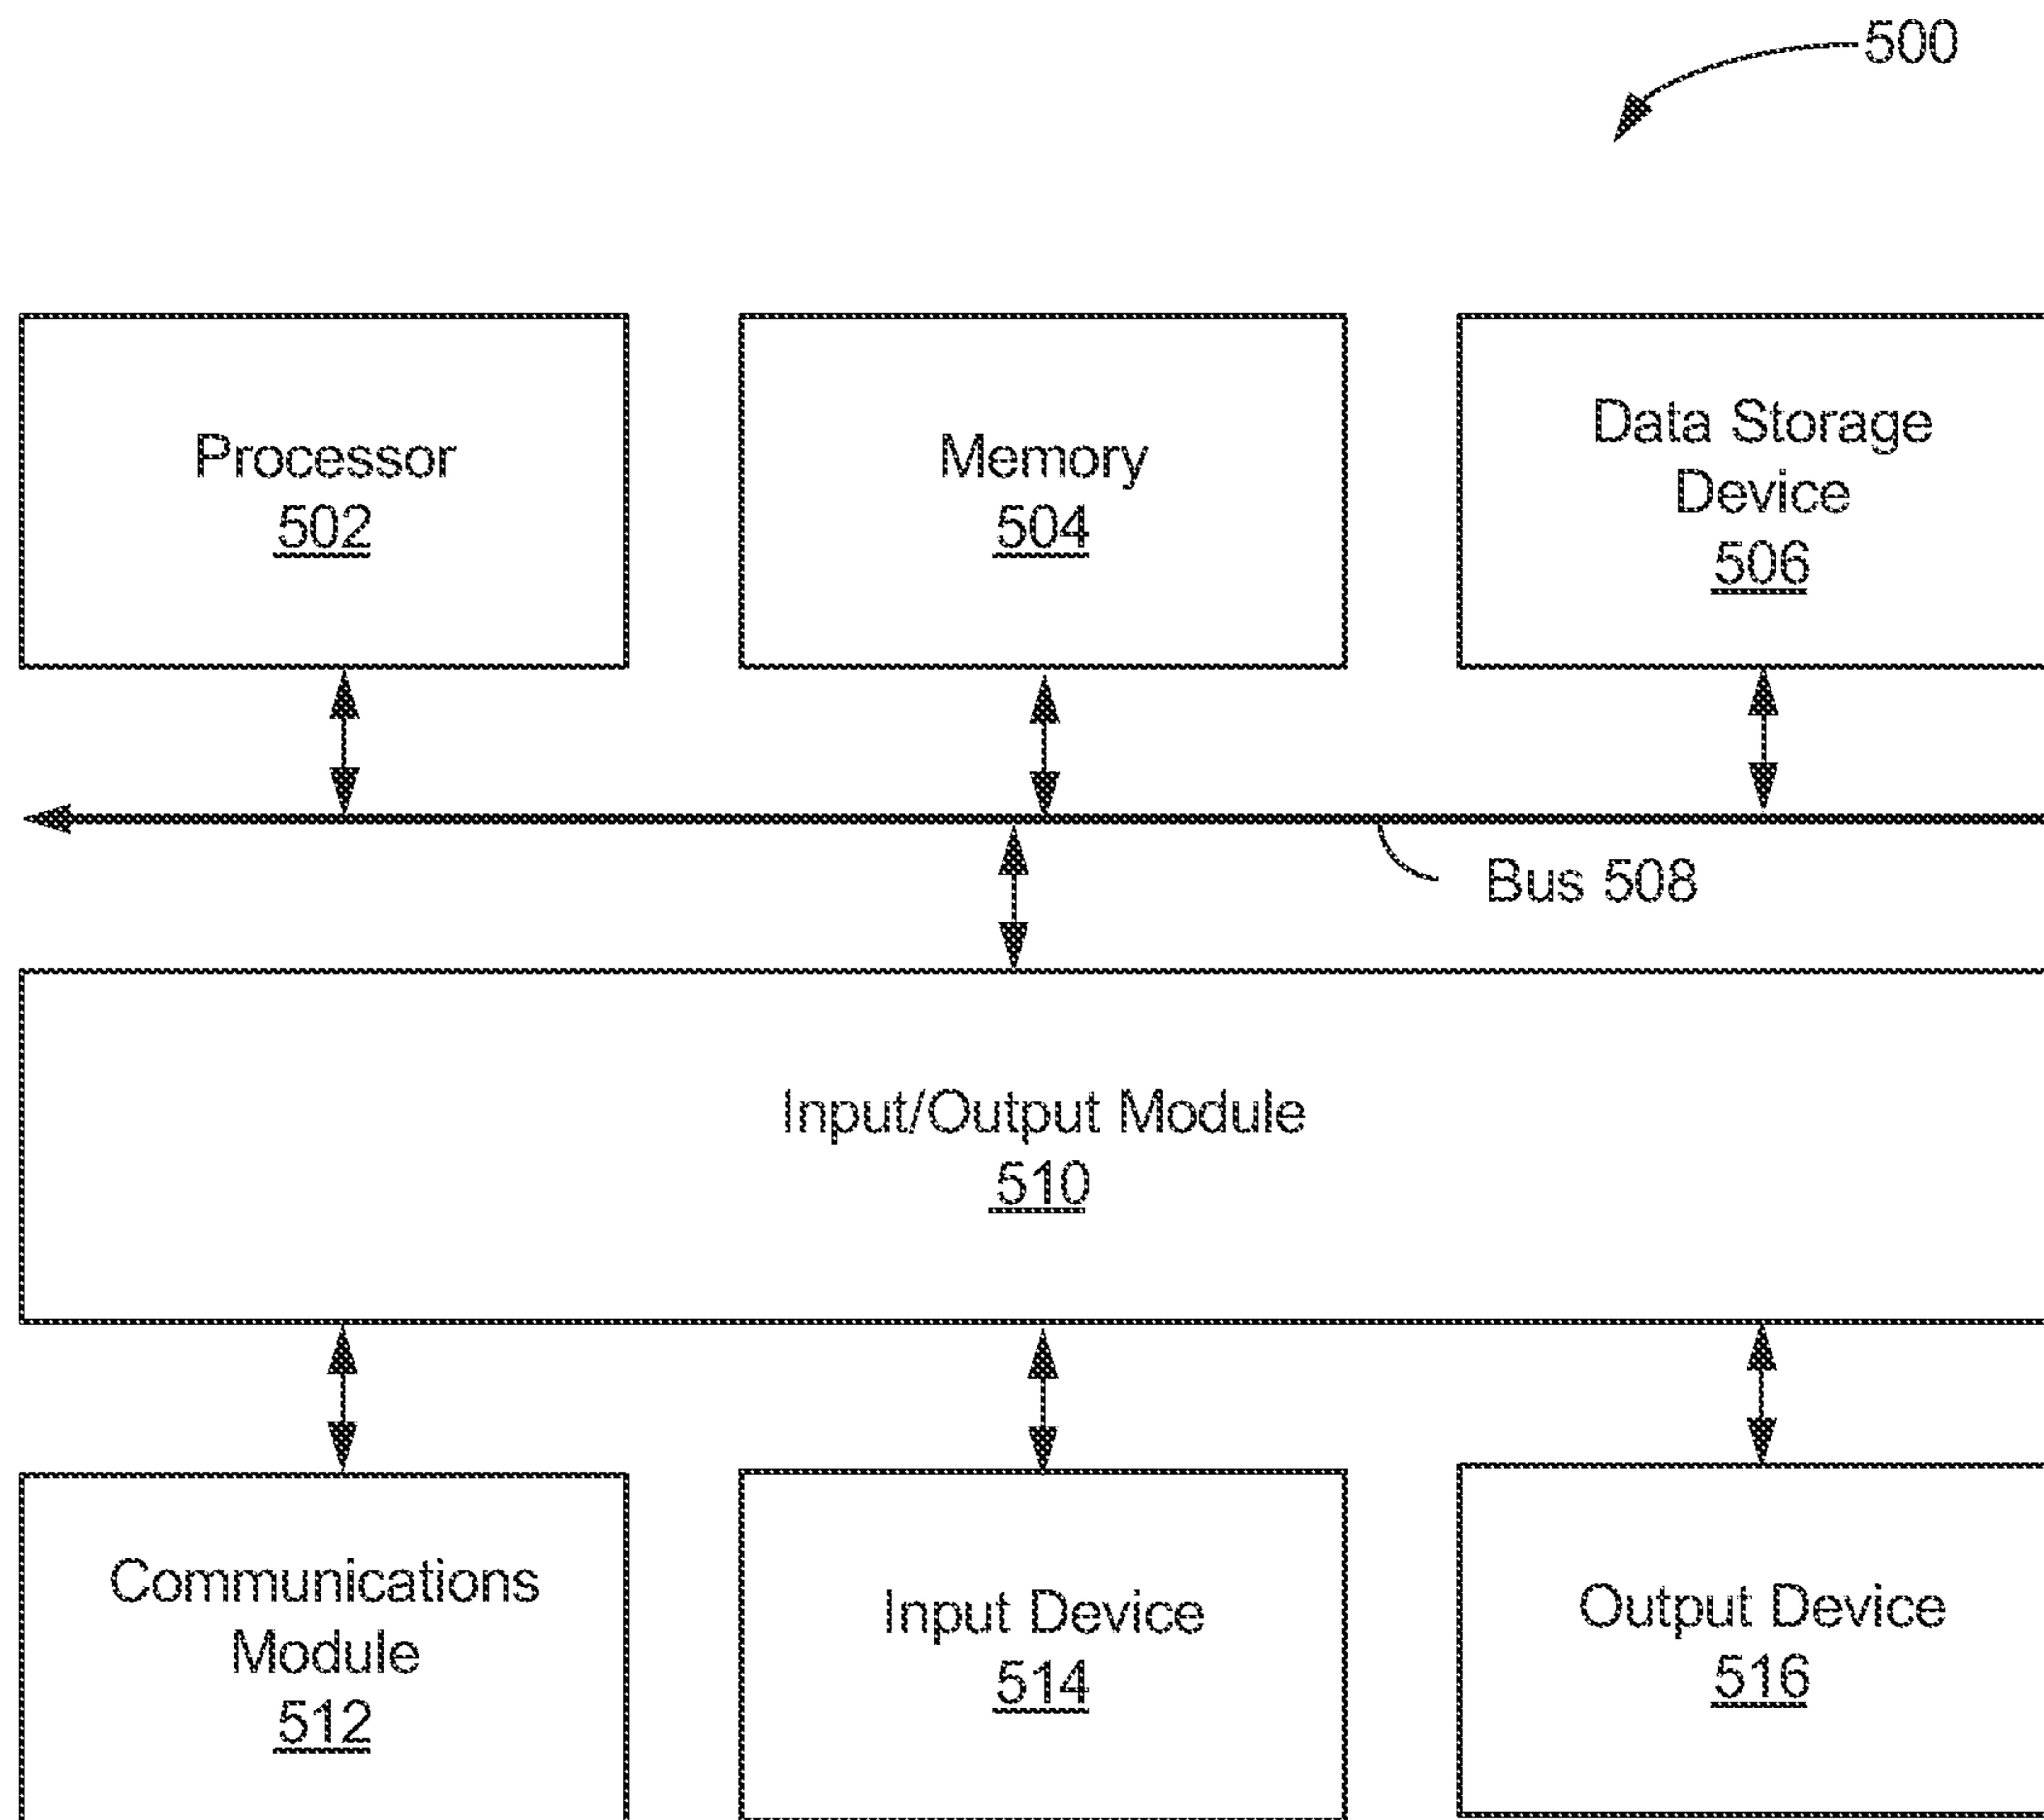 500
Processor
502
Memory
504
Data Storage
Device
506
Bus 508
Input/Output Module
510
Communications
Module
512
Input Device
514
Output Device
516